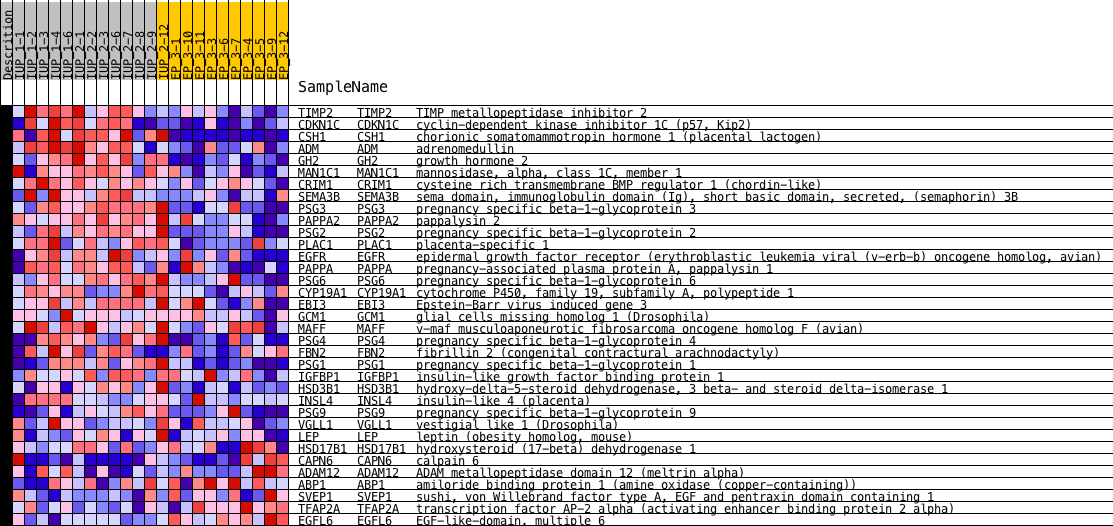 Descrition
IUP_1-1
IUP_1-2
IUP_1-3
IUP_1-4
IUP_1-6
IUP_2-1
IUP_2-2
IUP_2-3
IUP_2-6
IUP_2-7
IUP_2-8
IUP_2-9
IUP_2-12
EP_3-1
EP_3-10
EP_3-11
EP_3-3
EP_3-6
EP_3-7
EP_3-4
EP_3-5
EP_3-9
EP_3-12
SampleName
TIMP2 TIMP2 TIMP metallopeptidase inhibitor 2
CDKN1C CDKN1C cyclin-dependent kinase inhibitor 1C (p57, Kip2)
CSH1 CSH1 chorionic somatomammotropin hormone 1 (placental lactogen)
ADM ADM adrenomedullin
GH2 GH2 growth hormone 2
MAN1C1 MAN1C1 mannosidase, alpha, class 1C, member 1
CRIM1 CRIM1 cysteine rich transmembrane BMP regulator 1 (chordin-like)
SEMA3B SEMA3B sema domain, immunoglobulin domain (Ig), short basic domain, secreted, (semaphorin) 3B
PSG3 PSG3 pregnancy specific beta-1-glycoprotein 3
PAPPA2 PAPPA2 pappalysin 2
PSG2 PSG2 pregnancy specific beta-1-glycoprotein 2
PLAC1 PLAC1 placenta-specific 1
EGFR EGFR epidermal growth factor receptor (erythroblastic leukemia viral (v-erb-b) oncogene homolog, avian)
PAPPA PAPPA pregnancy-associated plasma protein A, pappalysin 1
PSG6 PSG6 pregnancy specific beta-1-glycoprotein 6
CYP19A1 CYP19A1 cytochrome P450, family 19, subfamily A, polypeptide 1
EBI3 EBI3 Epstein-Barr virus induced gene 3
GCM1 GCM1 glial cells missing homolog 1 (Drosophila)
MAFF MAFF v-maf musculoaponeurotic fibrosarcoma oncogene homolog F (avian)
PSG4 PSG4 pregnancy specific beta-1-glycoprotein 4
FBN2 FBN2 fibrillin 2 (congenital contractural arachnodactyly)
PSG1 PSG1 pregnancy specific beta-1-glycoprotein 1
IGFBP1 IGFBP1 insulin-like growth factor binding protein 1
HSD3B1 HSD3B1 hydroxy-delta-5-steroid dehydrogenase, 3 beta- and steroid delta-isomerase 1
INSL4 INSL4 insulin-like 4 (placenta)
PSG9 PSG9 pregnancy specific beta-1-glycoprotein 9
VGLL1 VGLL1 vestigial like 1 (Drosophila)
LEP LEP leptin (obesity homolog, mouse)
HSD17B1 HSD17B1 hydroxysteroid (17-beta) dehydrogenase 1
CAPN6 CAPN6 calpain 6
ADAM12 ADAM12 ADAM metallopeptidase domain 12 (meltrin alpha)
ABP1 ABP1 amiloride binding protein 1 (amine oxidase (copper-containing))
SVEP1 SVEP1 sushi, von Willebrand factor type A, EGF and pentraxin domain containing 1
TFAP2A TFAP2A transcription factor AP-2 alpha (activating enhancer binding protein 2 alpha)
EGFL6 EGFL6 EGF-like-domain, multiple 6